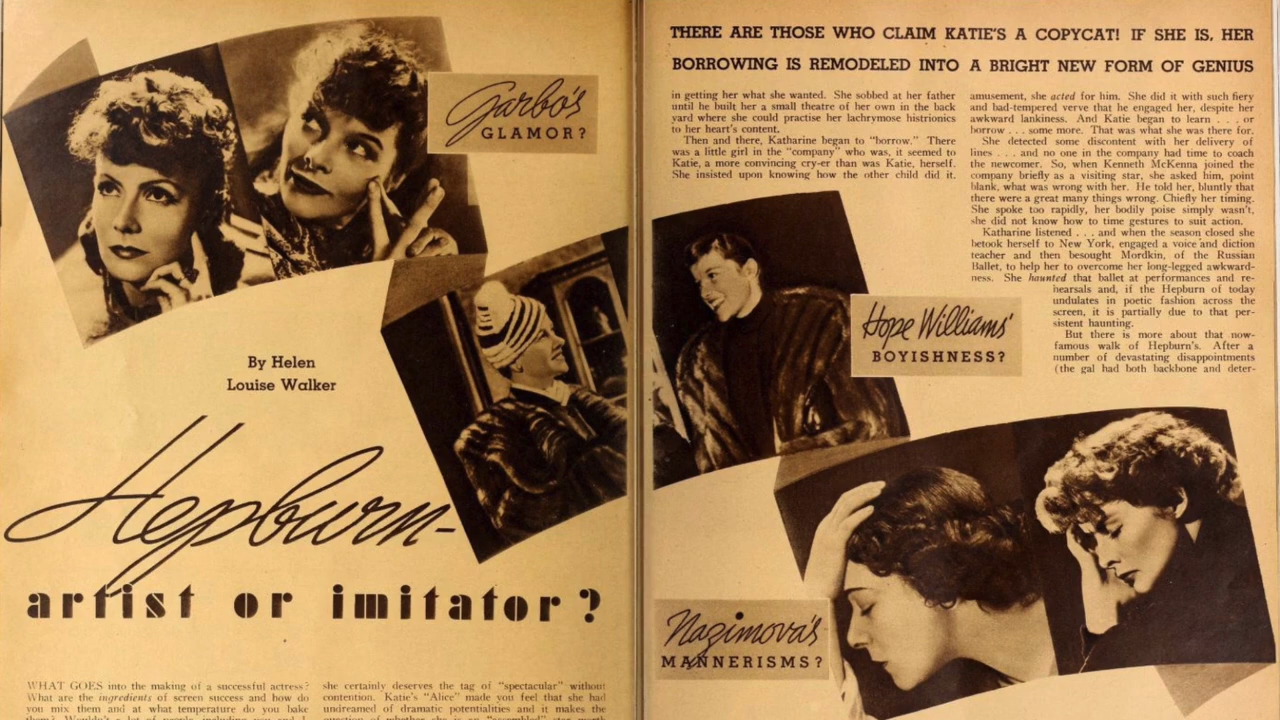 Garbo's
GLAMOR?
By Helen
Louise Walker
Hepburn-
artist or imitator?
WHAT GOES into the making of a successful actress?
What are the ingredients of screen success and how do
you mix them and at what temperature do you bake
she certainly deserves the tag of "spectacular" without
contention. Katie's "Alice" made you feel that she had
undreamed of dramatic potentialities and it makes the
THERE ARE THOSE WHO CLAIM KATIE'S A COPYCAT! IF SHE IS, HER
BORROWING IS REMODELED INTO A BRIGHT NEW FORM OF GENIUS
in getting her what she wanted. She sobbed at her father
until he built her a small theatre of her own in the back
yard where she could practise her lachrymose histrionics
to her heart's content.
Then and there, Katharine began to "borrow." There
was a little girl in the "company" who was, it seemed to
Katie, a more convincing cry-er than was Katie, herself.
She insisted upon knowing how the other child did it.
amusement, she acted for him. She did it with such fiery
and bad-tempered verve that he engaged her, despite her
awkward lankiness. And Katie began to learn . . . or
borrow . . . some more. That was what she was there for.
She detected some discontent with her delivery of
lines . . . and no one in the company had time to coach
the newcomer. So, when Kenneth McKenna joined the
company briefly as a visiting star, she asked him, point
blank, what was wrong with her. He told her, bluntly that
there were a great many things wrong. Chiefly her timing.
She spoke too rapidly, her bodily poise simply wasn't,
she did not know how to time gestures to suit action.
Katharine listened . . . and when the season closed she
betook herself to New York, engaged a voice and diction
teacher and then besought Mordkin, of the Russian
Ballet, to help her to overcome her long-legged awkward-
ness. She haunted that ballet at performances and re-
hearsals and, if the Hepburn of today
undulates in poetic fashion across the
screen, it is partially due to that per-
sistent haunting.
But there is more about that now-
famous walk of Hepburn's. After a
number of devastating disappointments
(the gal had both backbone and deter-
Hope Williams'
BOYISHNESS?
Nazimova's
MANNERISMS?